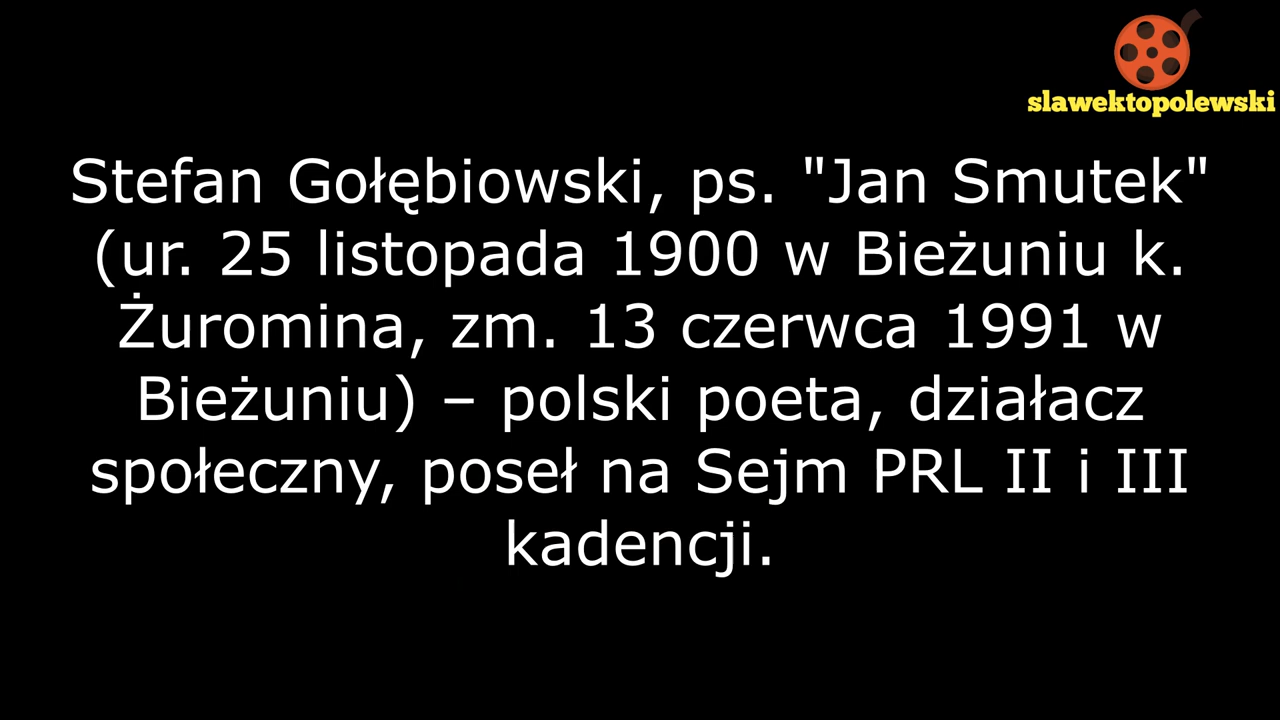 slawektopolewski
Stefan Gołębiowski, ps. "Jan Smutek"
(ur. 25 listopada 1900 w Bieżuniu k.
Żuromina, zm. 13 czerwca 1991 w
Bieżuniu) – polski poeta, działacz
społeczny, poseł na Sejm PRL II i III
kadencji.